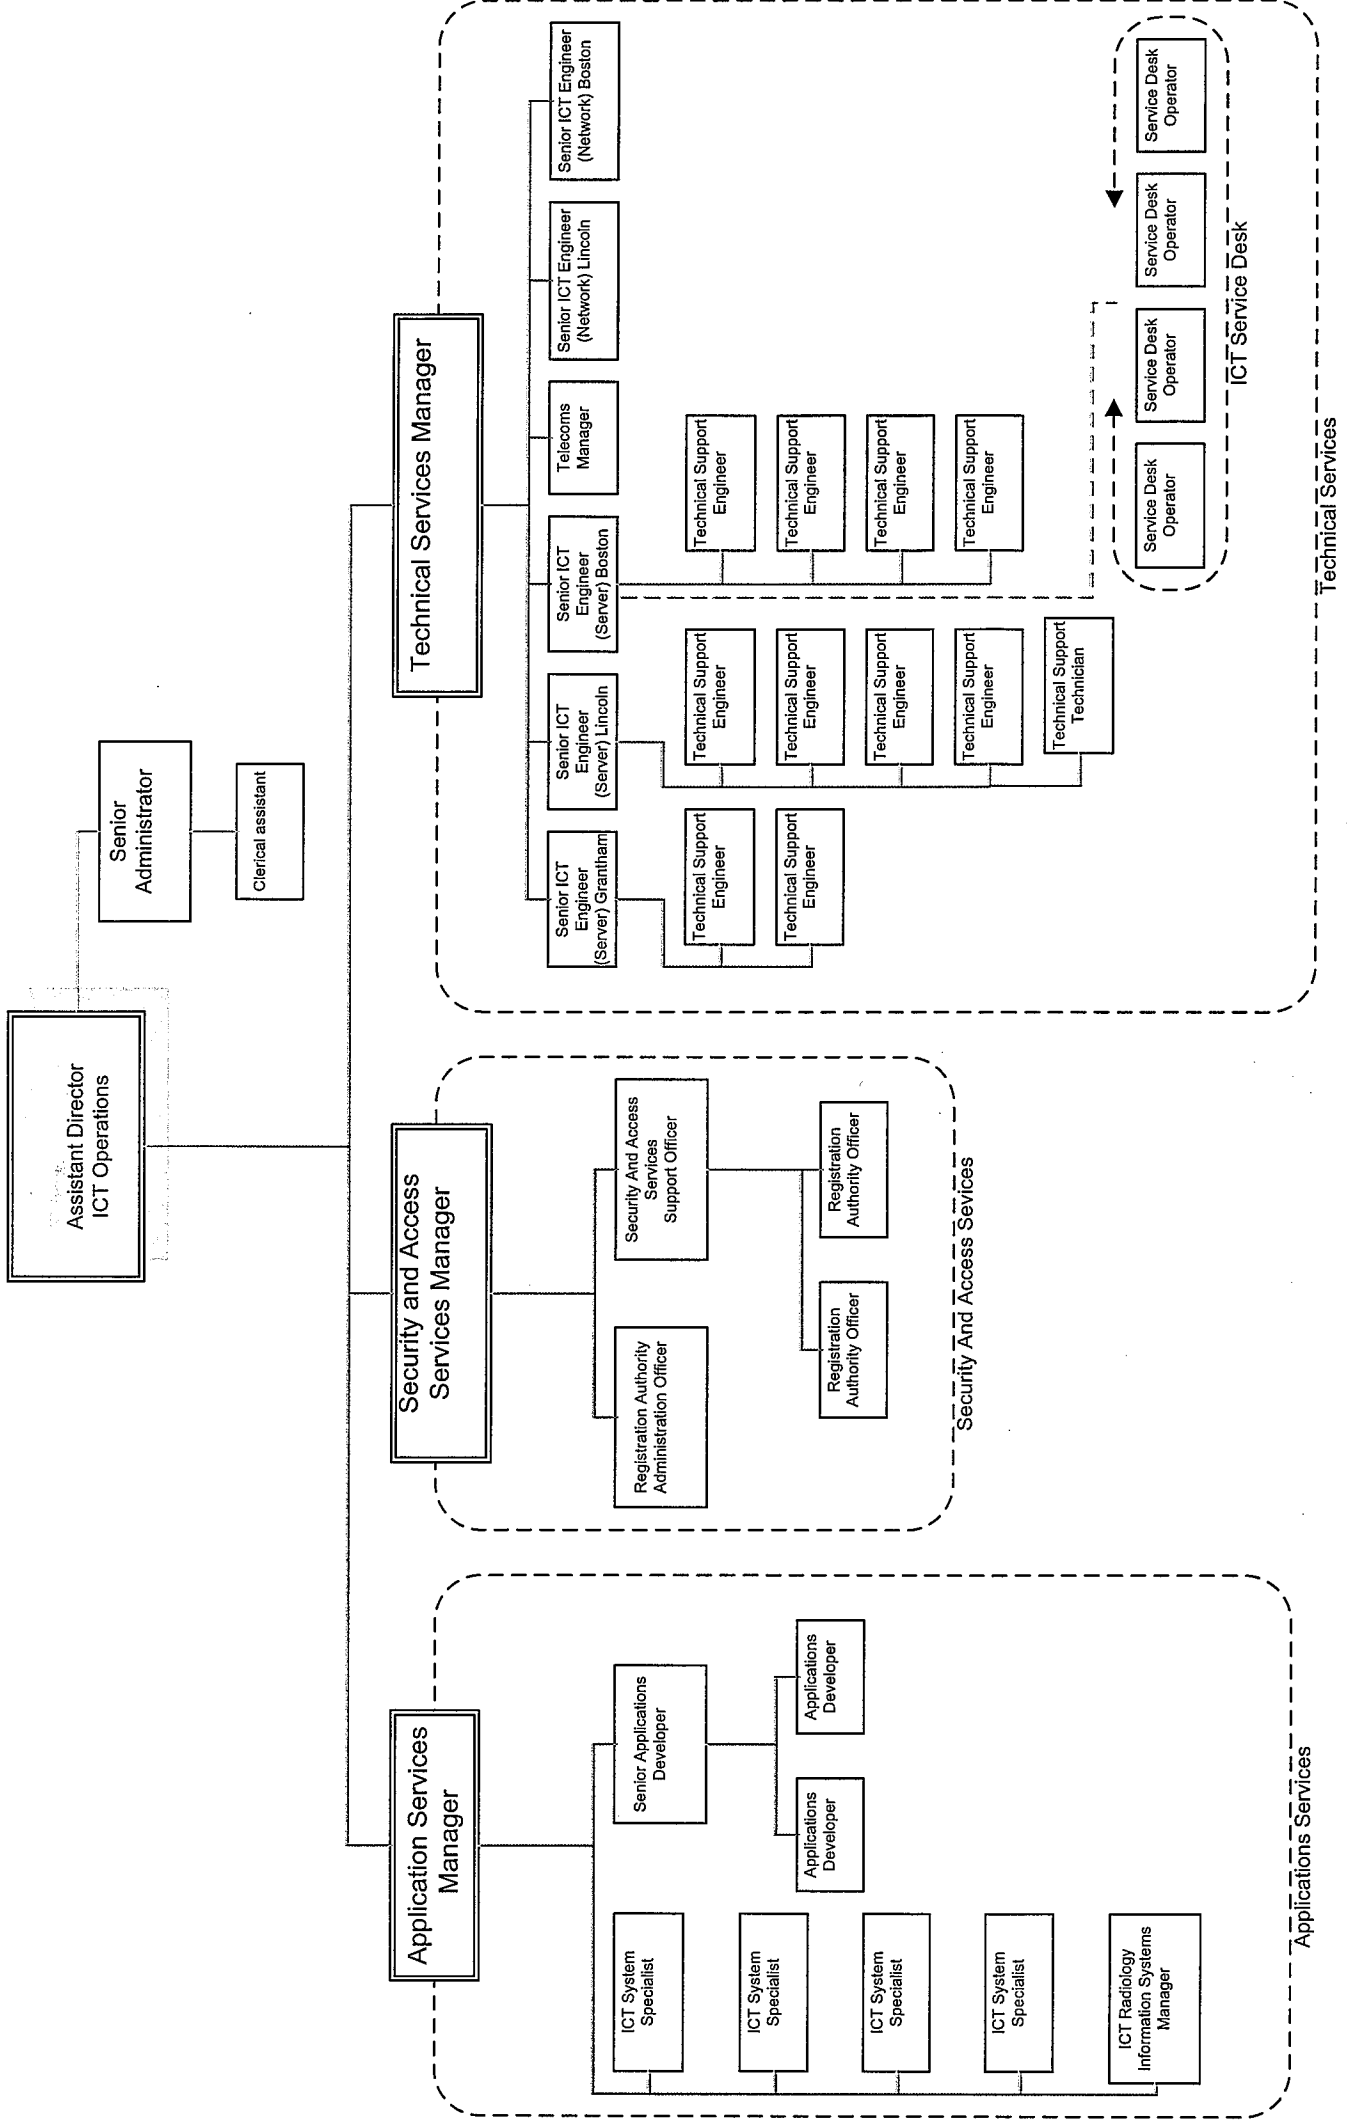 Assistant Director
ICT Operations
Senior
Administrator
Clerical assistant
Application Services
Manager
ICT System
Specialist
ICT System
Specialist
ICT System
Specialist
ICT System
Specialist
ICT Radiology
Information Systems
Manager
Senior Applications
Developer
Applications
Developer
Applications
Developer
Applications Services
Security and Access
Services Manager
Registration Authority
Administration Officer
Security And Access
Services
Support Officer
Registration
Authority Officer
Registration
Authority Officer
Security And Access Sevices
Technical Services Manager
Senior ICT
Engineer
(Server) Grantham
Technical Support
Engineer
Technical Support
Engineer
Senior ICT
Engineer
(Server) Lincoln
Technical Support
Engineer
Technical Support
Engineer
Technical Support
Engineer
Technical Support
Engineer
Technical Support
Technician
Senior ICT
Engineer
(Server) Boston
Technical Support
Engineer
Technical Support
Engineer
Technical Support
Engineer
Technical Support
Engineer
Telecoms
Manager
Senior ICT Engineer
(Network) Lincoln
Senior ICT Engineer
(Network) Boston
Service Desk
Operator
Service Desk
Operator
Service Desk
Operator
Service Desk
Operator
ICT Service Desk
Technical Services